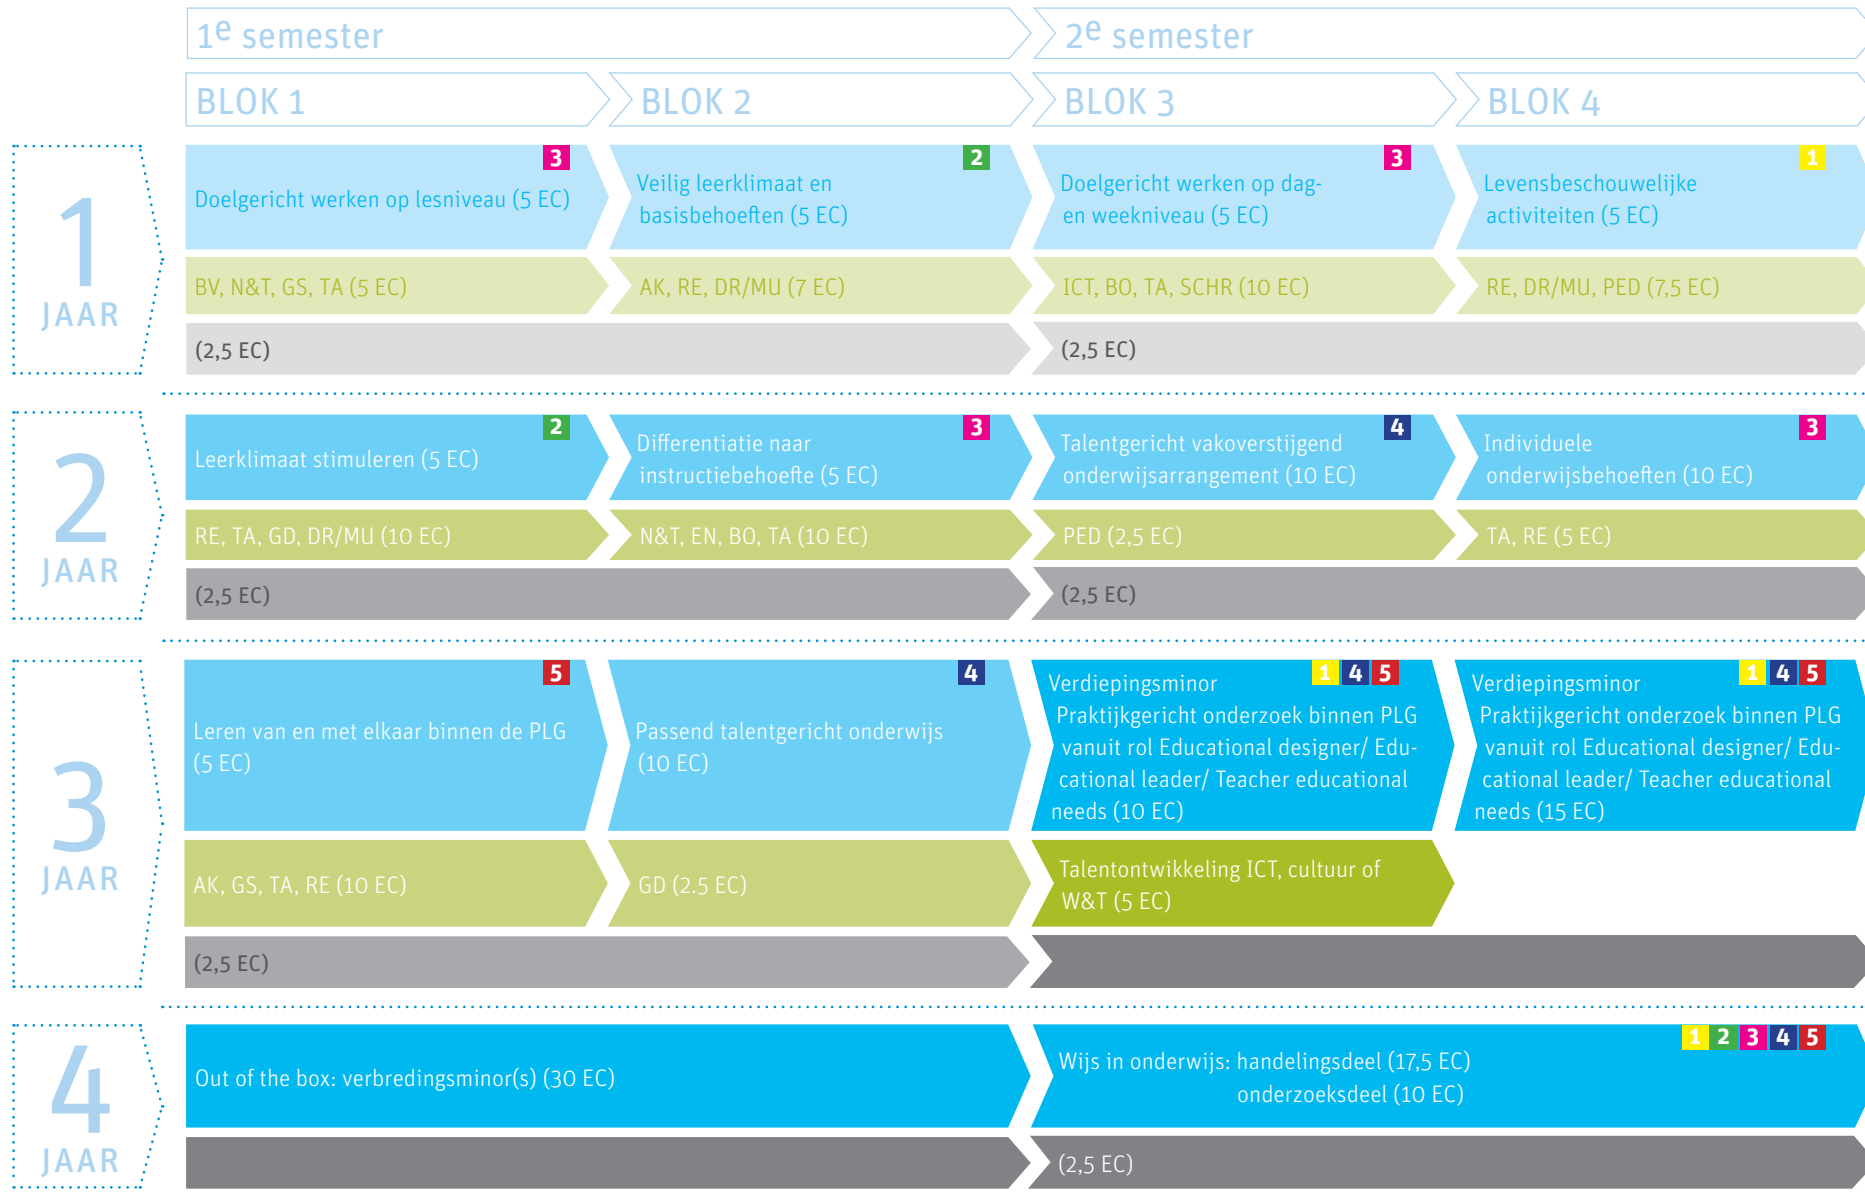 1e semester
2e semester
BLOK 1
BLOK 2
BLOK 3
BLOK 4
1
JAAR
3
Doelgericht werken op lesniveau (5 EC)
2
Veilig leerklimaat en
basisbehoeften (5 EC)
3
Doelgericht werken op dag-
en weekniveau (5 EC)
1
Levensbeschouwelijke
activiteiten (5 EC)
BV, N&T, GS, TA (5 EC)
AK, RE, DR/MU (7 EC)
ICT, BO, TA, SCHR (10 EC)
RE, DR/MU, PED (7,5 EC)
(2,5 EC)
(2,5 EC)
2
JAAR
2
Leerklimaat stimuleren (5 EC)
3
Differentiatie naar
instructiebehoefte (5 EC)
4
Talentgericht vakoverstijgend
onderwijsarrangement (10 EC)
3
Individuele
onderwijsbehoeften (10 EC)
RE, TA, GD, DR/MU (10 EC)
N&T, EN, BO, TA (10 EC)
PED (2,5 EC)
TA, RE (5 EC)
(2,5 EC)
(2,5 EC)
3
JAAR
5
Leren van en met elkaar binnen de PLG
(5 EC)
4
Passend talentgericht onderwijs
(10 EC)
1 4 5
Verdiepingsminor
Praktijkgericht onderzoek binnen PLG
vanuit rol Educational designer/ Edu-
cational leader/ Teacher educational
needs (10 EC)
1 4 5
Verdiepingsminor
Praktijkgericht onderzoek binnen PLG
vanuit rol Educational designer/ Edu-
cational leader/ Teacher educational
needs (15 EC)
AK, GS, TA, RE (10 EC)
GD (2.5 EC)
Talentontwikkeling ICT, cultuur of
W&T (5 EC)
(2,5 EC)
4
JAAR
Out of the box: verbredingsminor(s) (30 EC)
1 2 3 4 5
Wijs in onderwijs: handelingsdeel (17,5 EC)
onderzoeksdeel (10 EC)
(2,5 EC)